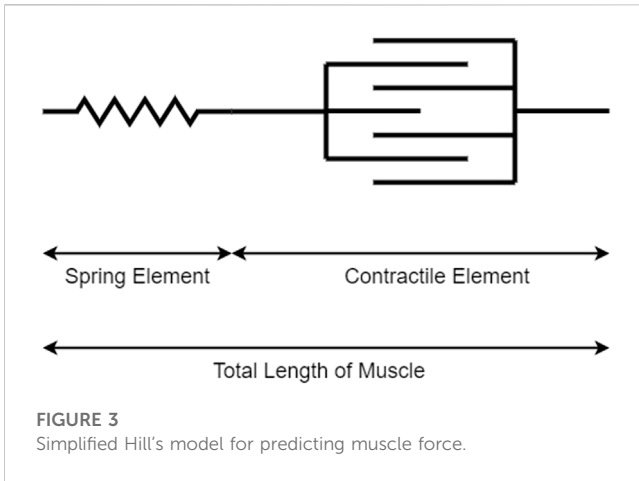 Spring Element
Contractile Element
Total Length of Muscle
FIGURE 3
Simplified Hill's model for predicting muscle force.